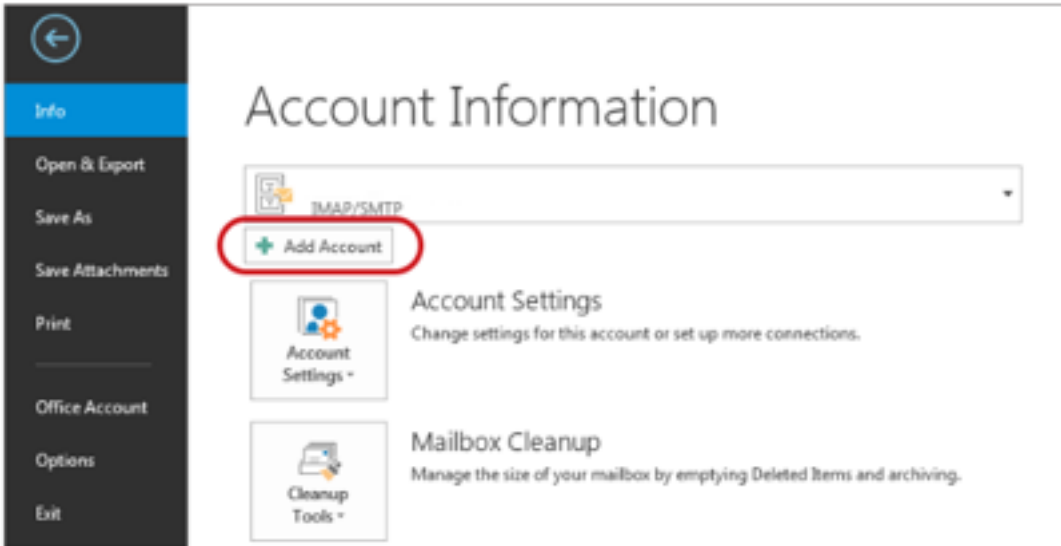 Info
Open & Export
Save As
Save Attachments
Print
Office Account
Options
Exit
Account Information
IMAP/SMTP
Add Account
Account Settings
Account Settings
Change settings for this account or set up more connections.
Cleanup Tools
Mailbox Cleanup
Manage the size of your mailbox by emptying Deleted Items and archiving.